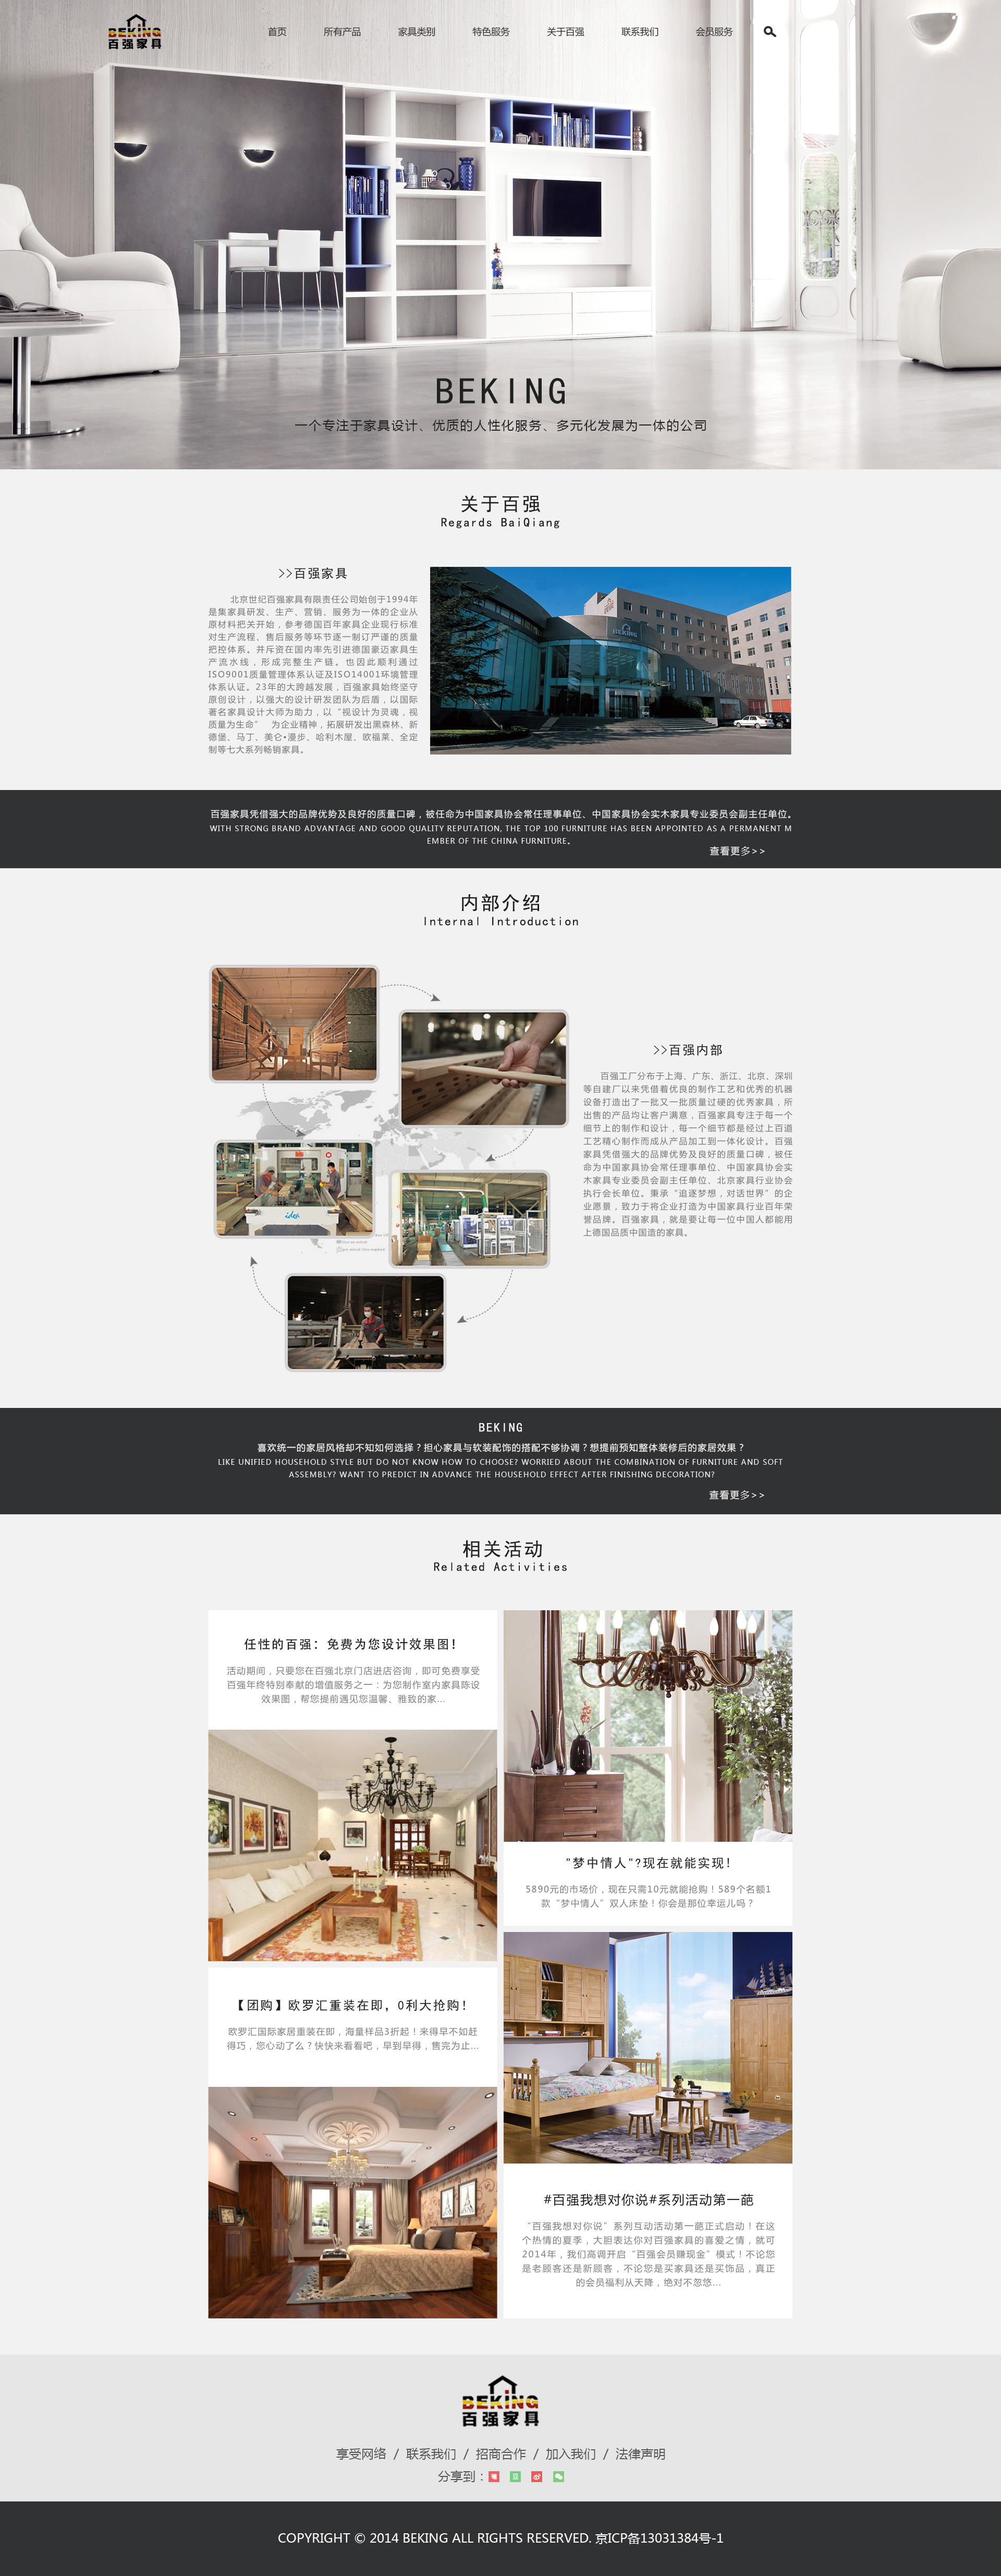 BEKING
百强家具
首页 所有产品 家具类别 特色服务 关于百强 联系我们 会员服务
BEKING
一个专注于家具设计、优质的人性化服务、多元化发展为一体的公司
关于百强
Regards BaiQiang
>>百强家具
北京世纪百强家具有限责任公司始创于1994年
是集家具研发、生产、营销、服务为一体的企业从
原材料把关开始，参考德国百年家具企业现行标准
对生产流程、售后服务等环节逐一制订严谨的质量
把控体系。并斥资在国内率先引进德国豪迈家具生
产流水线，形成完整生产链。也因此顺利通过
ISO9001质量管理体系认证及ISO14001环境管理
体系认证。23年的大跨越发展，百强家具始终坚守
原创设计，以强大的设计研发团队为后盾，以国际
著名家具设计大师为助力，以“视设计为灵魂，视
质量为生命” 为企业精神，拓展研发出黑森林、新
德堡、马丁、美仑•漫步、哈利木屋、欧福莱、全定
制等七大系列畅销家具。
BEKING
百强家具凭借强大的品牌优势及良好的质量口碑，被任命为中国家具协会常任理事单位、中国家具协会实木家具专业委员会副主任单位。
WITH STRONG BRAND ADVANTAGE AND GOOD QUALITY REPUTATION, THE TOP 100 FURNITURE HAS BEEN APPOINTED AS A PERMANENT M
EMBER OF THE CHINA FURNITURE。
查看更多>>
内部介绍
Internal Introduction
>>百强内部
百强工厂分布于上海、广东、浙江、北京、深圳
等自建厂以来凭借着优良的制作工艺和优秀的机器
设备打造出了一批又一批质量过硬的优秀家具，所
出售的产品均让客户满意，百强家具专注于每一个
细节上的制作和设计，每一个细节都是经过上百道
工艺精心制作而成从产品加工到一体化设计。百强
家具凭借强大的品牌优势及良好的质量口碑，被任
命为中国家具协会常任理事单位、中国家具协会实
木家具专业委员会副主任单位、北京家具行业协会
执行会长单位。秉承“追逐梦想，对话世界”的企
业愿景，致力于将企业打造为中国家具行业百年荣
誉品牌。百强家具，就是要让每一位中国人都能用
上德国品质中国造的家具。
idea
BEKING
喜欢统一的家居风格却不知如何选择？担心家具与软装配饰的搭配不够协调？想提前预知整体装修后的家居效果？
LIKE UNIFIED HOUSEHOLD STYLE BUT DO NOT KNOW HOW TO CHOOSE? WORRIED ABOUT THE COMBINATION OF FURNITURE AND SOFT
ASSEMBLY? WANT TO PREDICT IN ADVANCE THE HOUSEHOLD EFFECT AFTER FINISHING DECORATION?
查看更多>>
相关活动
Related Activities
任性的百强：免费为您设计效果图！
活动期间，只要您在百强北京门店进店咨询，即可免费享受
百强年终特别奉献的增值服务之一：为您制作室内家具陈设
效果图，帮您提前遇见您温馨、雅致的家...
"梦中情人"?现在就能实现！
5890元的市场价，现在只需10元就能抢购！589个名额1
款“梦中情人”双人床垫！你会是那位幸运儿吗？
【团购】欧罗汇重装在即，0利大抢购！
欧罗汇国际家居重装在即，海量样品3折起！来得早不如赶
得巧，您心动了么？快快来看看吧，早到早得，售完为止...
#百强我想对你说#系列活动第一葩
“百强我想对你说”系列互动活动第一葩正式启动！在这
个热情的夏季，大胆表达你对百强家具的喜爱之情，就可
2014年，我们高调开启“百强会员赚现金”模式！不论您
是老顾客还是新顾客，不论您是买家具还是买饰品，真正
的会员福利从天降，绝对不忽悠...
BEKING
百强家具
享受网络 / 联系我们 / 招商合作 / 加入我们 / 法律声明
分享到：
COPYRIGHT © 2014 BEKING ALL RIGHTS RESERVED. 京ICP备13031384号-1